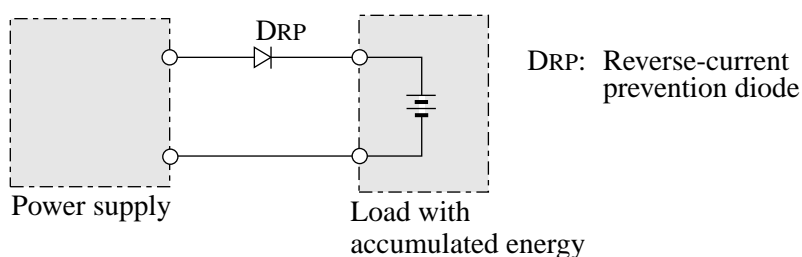 DRP
DRP: Reverse-current
prevention diode
Power supply
Load with
accumulated energy